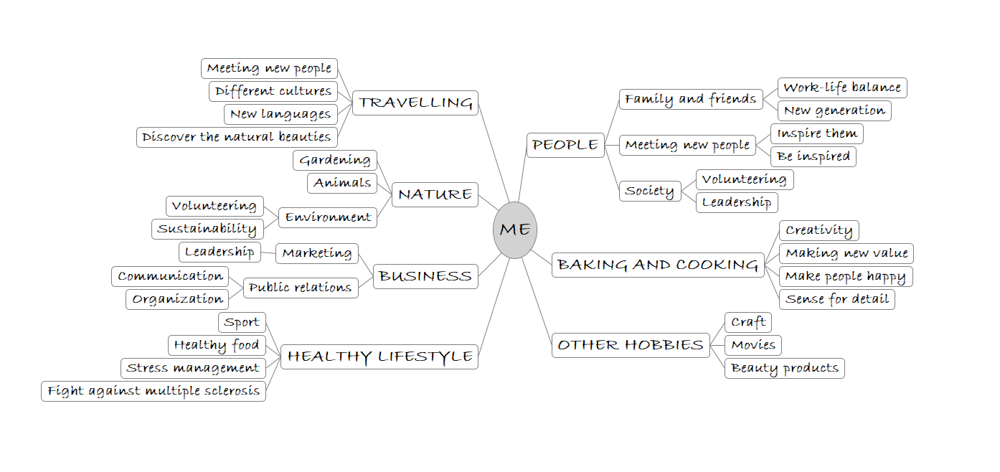 ME
TRAVELLING
Meeting new people
Different cultures
New languages
Discover the natural beauties
NATURE
Gardening
Animals
Environment
Volunteering
Sustainability
BUSINESS
Marketing
Leadership
Public relations
Communication
Organization
HEALTHY LIFESTYLE
Sport
Healthy food
Stress management
Fight against multiple sclerosis
PEOPLE
Family and friends
Work-life balance
New generation
Meeting new people
Inspire them
Be inspired
Society
Volunteering
Leadership
BAKING AND COOKING
Creativity
Making new value
Make people happy
Sense for detail
OTHER HOBBIES
Craft
Movies
Beauty products